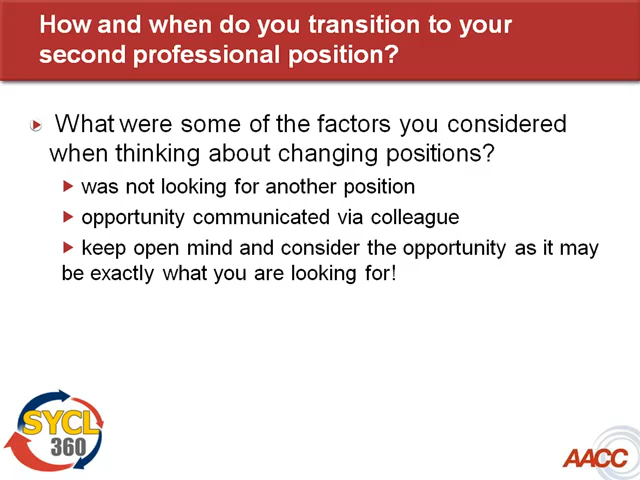 How and when do you transition to your
second professional position?
What were some of the factors you considered
when thinking about changing positions?
was not looking for another position
opportunity communicated via colleague
keep open mind and consider the opportunity as it may
be exactly what you are looking for!
SYCL
360
AACC